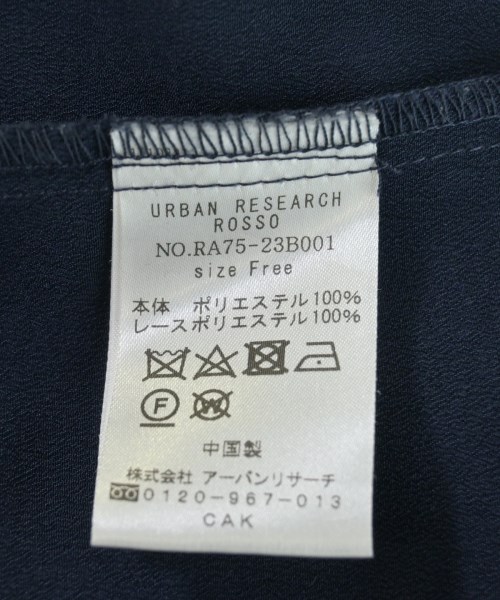 URBAN RESEARCH
ROSSO
NO.RA75-23B001
size Free
本体 ポリエステル100%
レースポリエステル100%
F W
中国製
株式会社 アーバンリサーチ
0120-967-013
CAK